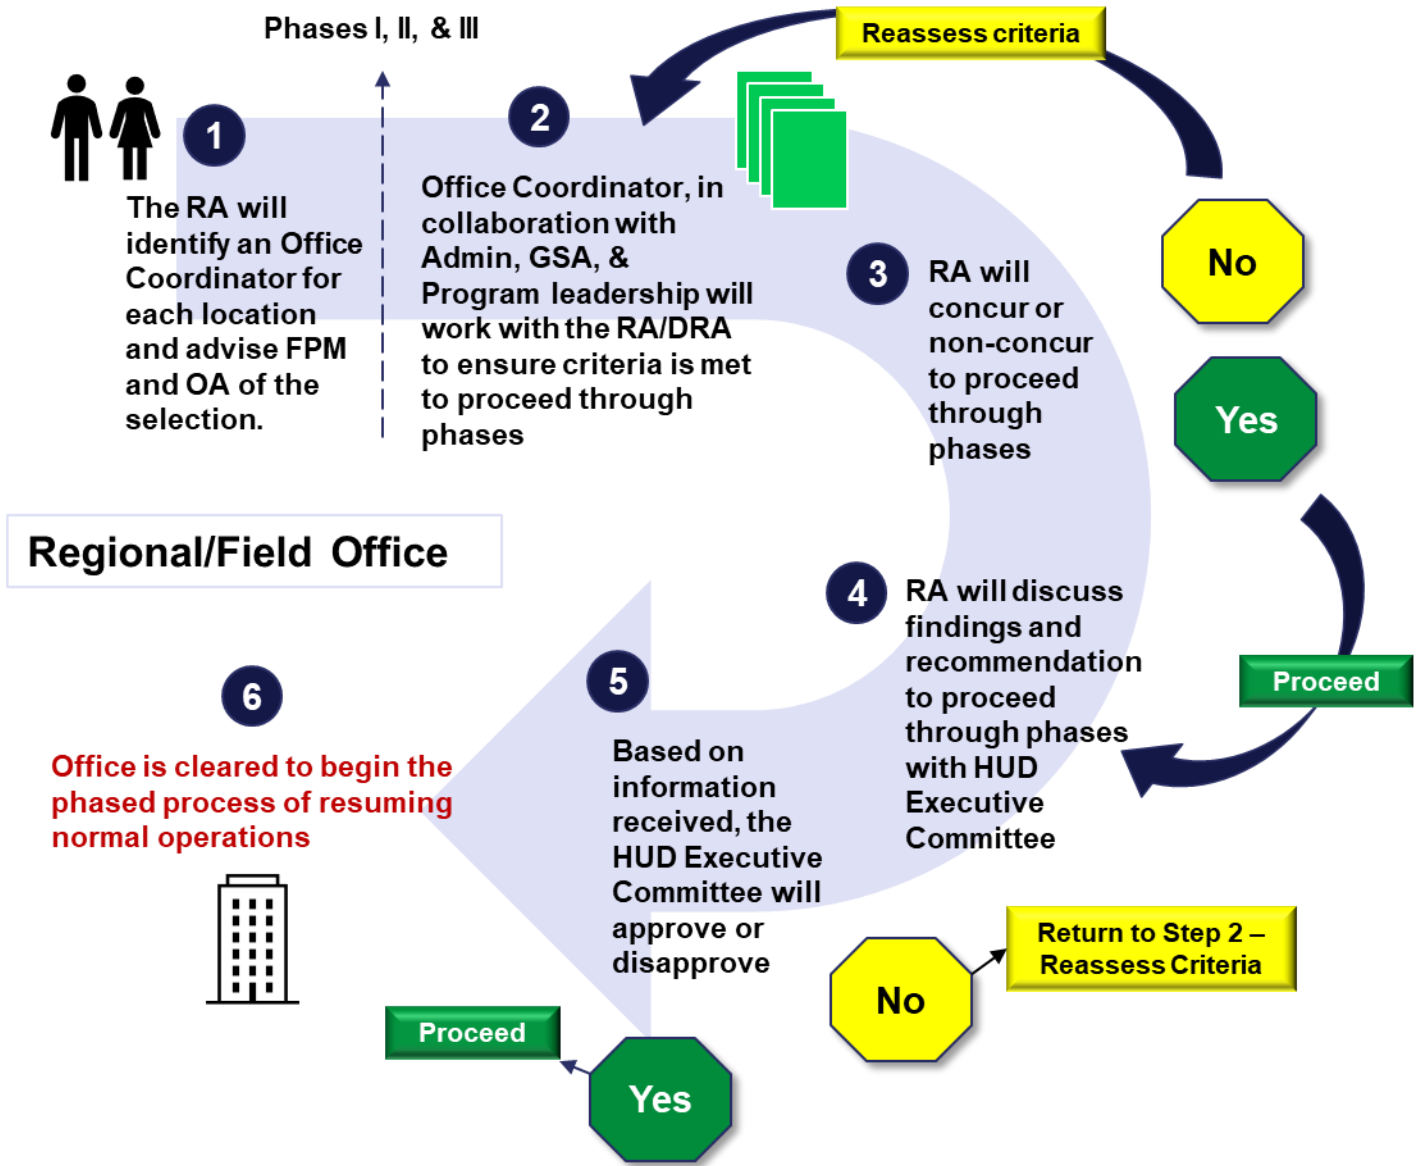 Phases I, II, & III
Reassess criteria
1
The RA will
identify an Office
Coordinator for
each location
and advise FPM
and OA of the
selection.
2
Office Coordinator, in
collaboration with
Admin, GSA, &
Program leadership will
work with the RA/DRA
to ensure criteria is met
to proceed through
phases
3
RA will
concur or
non-concur
to proceed
through
phases
No
Yes
Proceed
Regional/Field Office
4
RA will discuss
findings and
recommendation
to proceed
through phases
with HUD
Executive
Committee
5
Based on
information
received, the
HUD Executive
Committee will
approve or
disapprove
No
Return to Step 2 –
Reassess Criteria
Yes
Proceed
6
Office is cleared to begin the
phased process of resuming
normal operations